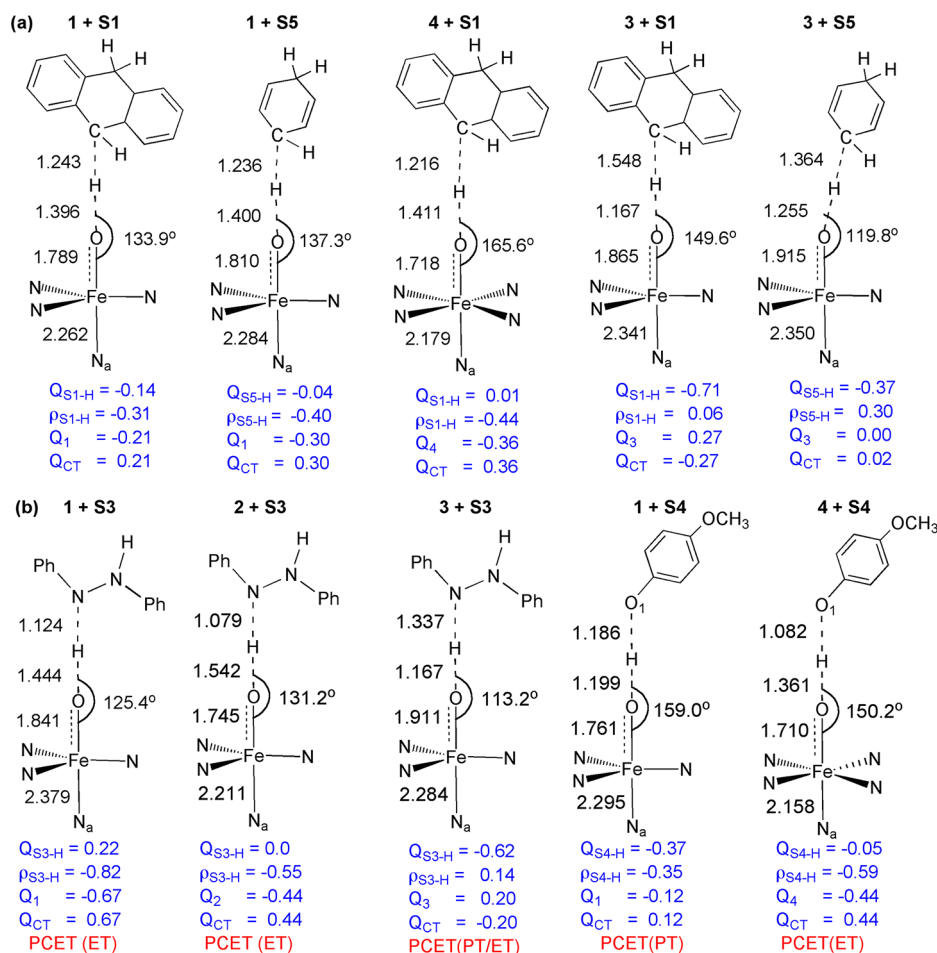 (a) 1 + S1 1 + S5 4 + S1 3 + S1 3 + S5
H H H H H
H H H H H
C H C H C H C H C H
1.243 1.236 1.216 1.548 1.364
H H H H H
1.396 1.400 1.411 1.167 1.255
O 133.9º O 137.3º O 165.6º O 149.6º O 119.8º
1.789 1.810 1.718 1.865 1.915
N N Fe N N N Fe N N N Fe N N N N Fe N N N Fe N
2.262 2.284 2.179 2.341 2.350
Na Na Na Na Na
QS1-H = -0.14 QS5-H = -0.04 QS1-H = 0.01 QS1-H = -0.71 QS5-H = -0.37
ρS1-H = -0.31 ρS5-H = -0.40 ρS1-H = -0.44 ρS1-H = 0.06 ρS5-H = 0.30
Q1 = -0.21 Q1 = -0.30 Q4 = -0.36 Q3 = 0.27 Q3 = 0.00
QCT = 0.21 QCT = 0.30 QCT = 0.36 QCT = -0.27 QCT = 0.02
(b) 1 + S3 2 + S3 3 + S3 1 + S4 4 + S4
H H H OCH3 OCH3
Ph N N Ph Ph N N Ph Ph N N Ph O1 O1
1.124 1.079 1.337 1.186 1.082
H H H H H
1.444 1.542 1.167 1.199 1.361
O 125.4º O 131.2º O 113.2º O 159.0º O 150.2º
1.841 1.745 1.911 1.761 1.710
N N Fe N N N Fe N N N Fe N N N Fe N N N Fe N N
2.379 2.211 2.284 2.295 2.158
Na Na Na Na Na
QS3-H = 0.22 QS3-H = 0.0 QS3-H = -0.62 QS4-H = -0.37 QS4-H = -0.05
ρS3-H = -0.82 ρS3-H = -0.55 ρS3-H = 0.14 ρS4-H = -0.35 ρS4-H = -0.59
Q1 = -0.67 Q2 = -0.44 Q3 = 0.20 Q1 = -0.12 Q4 = -0.44
QCT = 0.67 QCT = 0.44 QCT = -0.20 QCT = 0.12 QCT = 0.44
PCET (ET) PCET (ET) PCET(PT/ET) PCET(PT) PCET(ET)